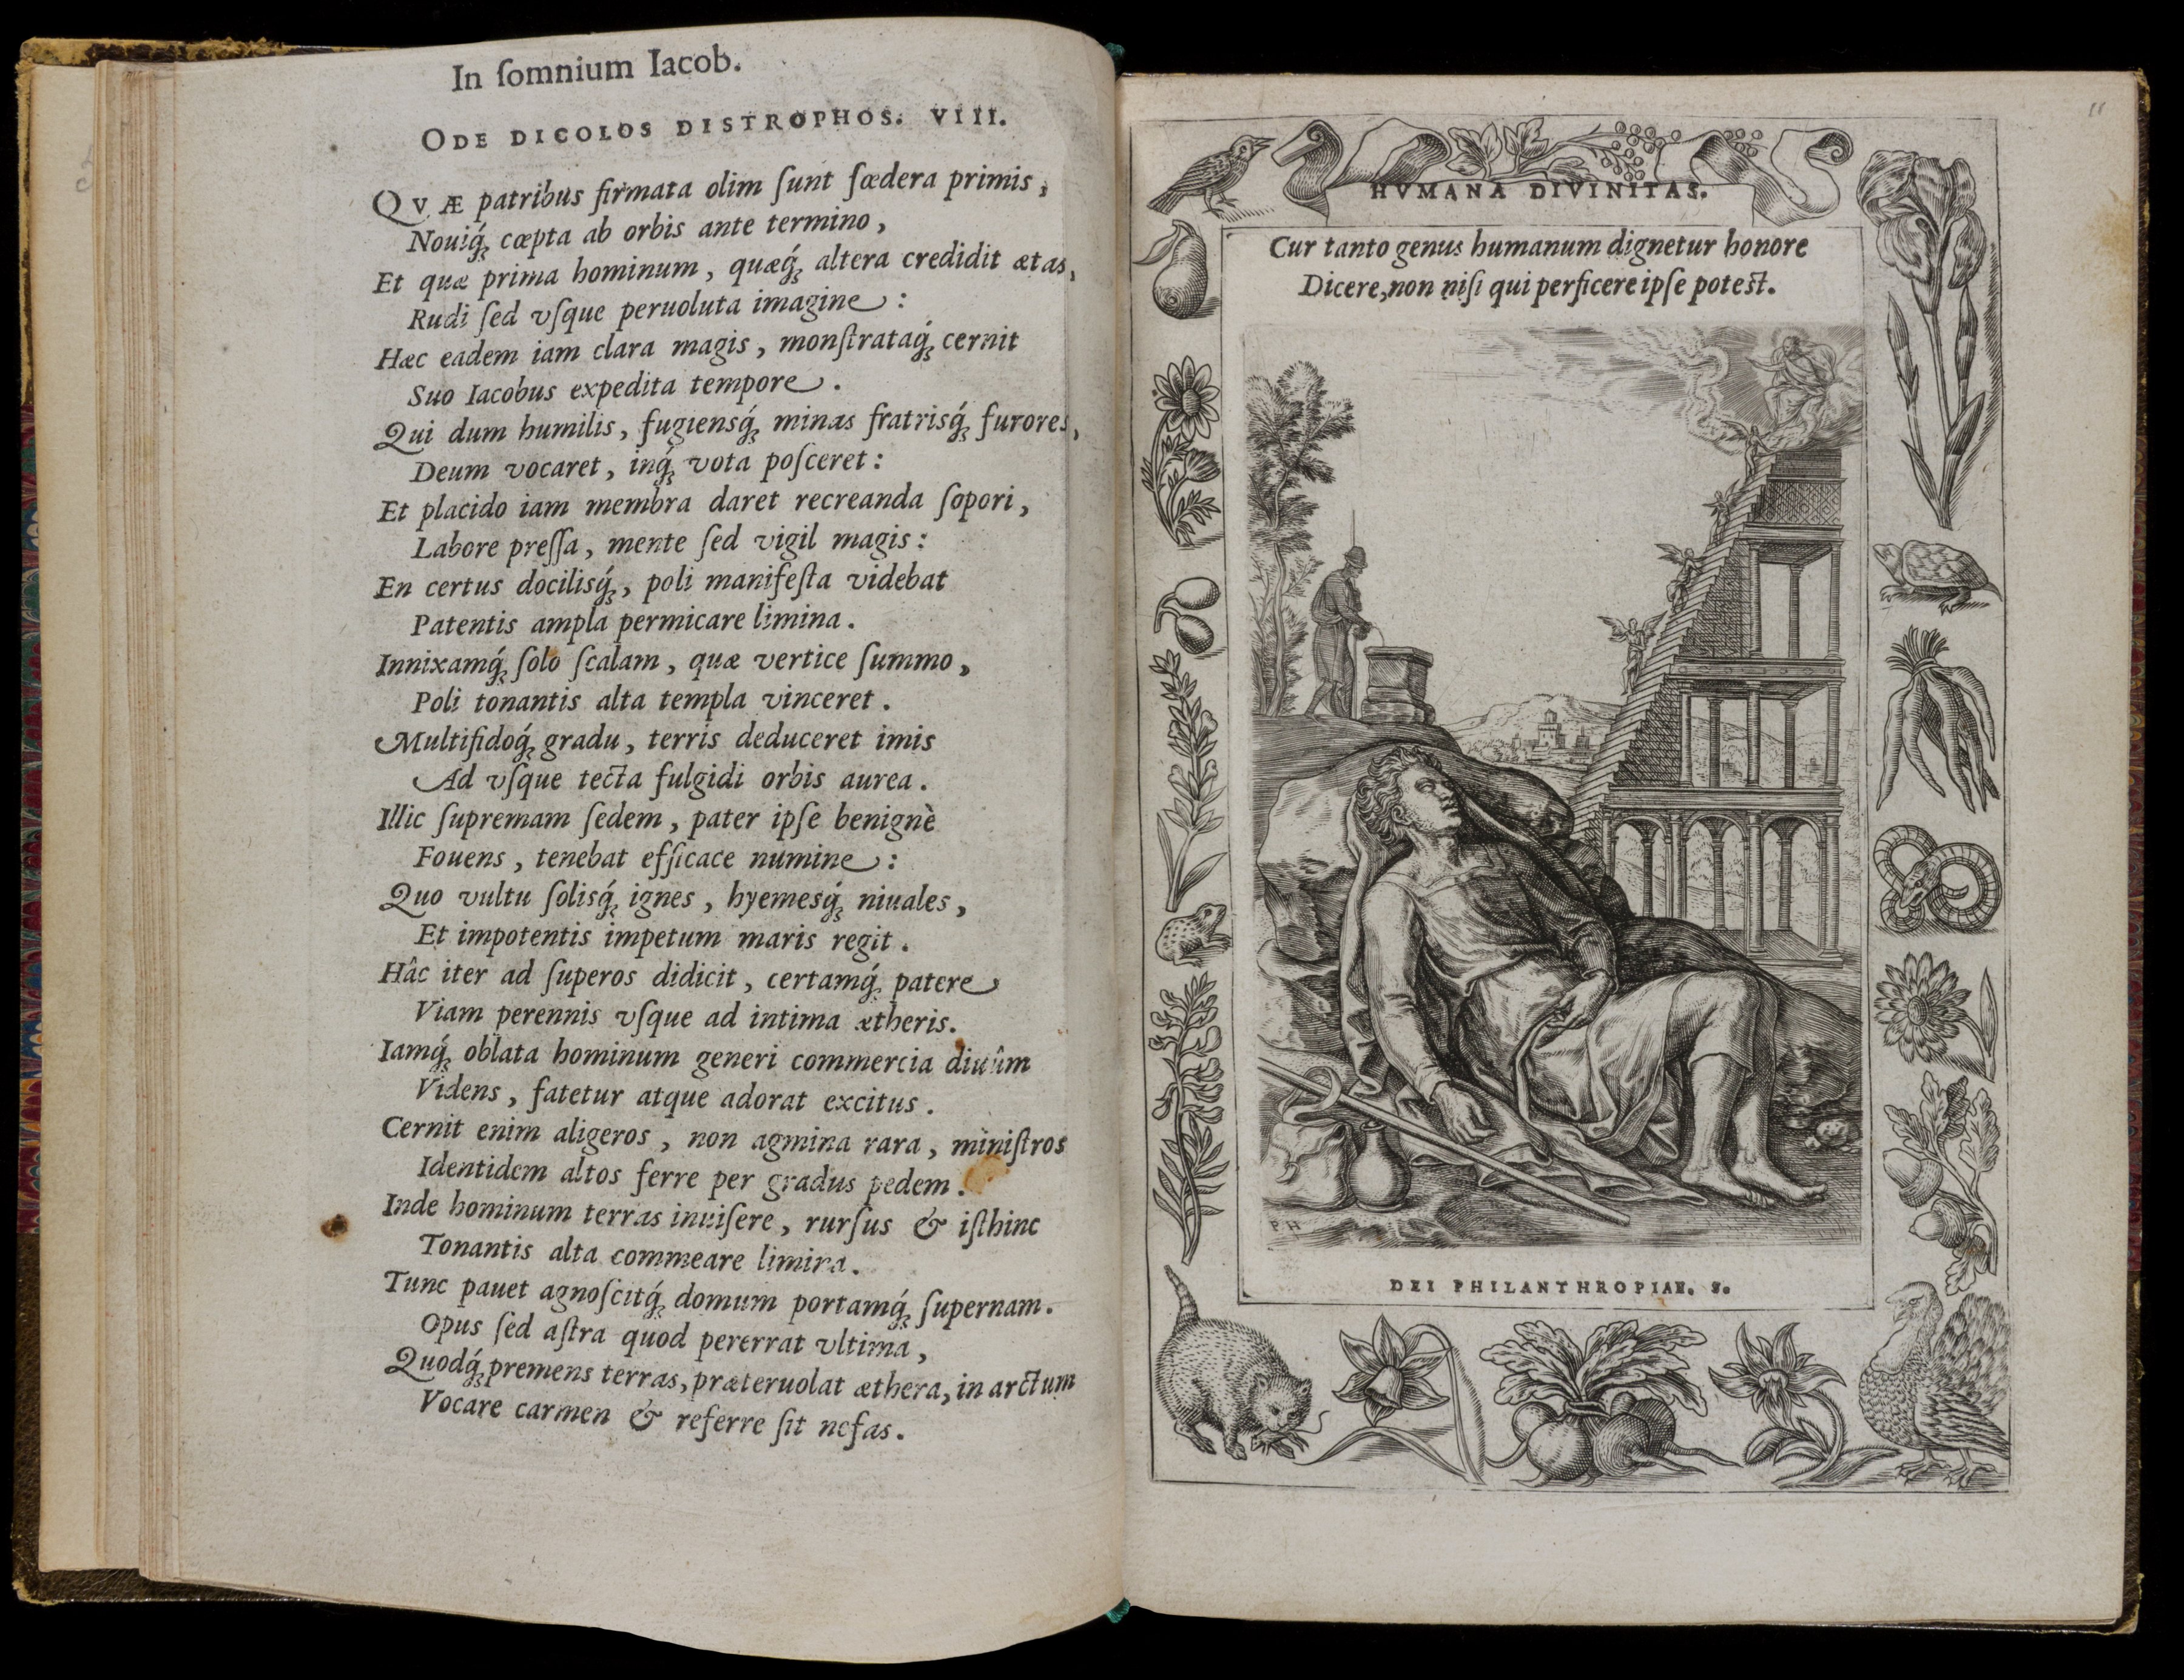 In ſomnium Iacob.
ODE DICOLOS DISTROPHOS. VIII.
QVÆ patribus firmata olim ſunt fœdera primis,
Nouiq́ꝫ cœpta ab orbis ante termino,
Et quæ prima hominum, quæq́ꝫ altera credidit ætas,
Rudi ſed vſque peruoluta imagine:
Hæc eadem iam clara magis, monſtrataq́ꝫ cernit
Suo Iacobus expedita tempore.
Qui dum humilis, fugiensq́ꝫ minas fratrisq́ꝫ furores,
Deum vocaret, inq́ꝫ vota poſceret:
Et placido iam membra daret recreanda ſopori,
Labore preſſa, mente ſed vigil magis:
En certus docilisq́ꝫ, poli manifeſta videbat
Patentis ampla permicare limina.
Innixamq́ꝫ ſolo ſcalam, quæ vertice ſummo,
Poli tonantis alta templa vinceret.
Multifidoq́ꝫ gradu, terris deduceret imis
Ad vſque tecta fulgidi orbis aurea.
Illic ſupremam ſedem, pater ipſe benignè
Fouens, tenebat efficace numine:
Quo vultu ſolisq́ꝫ ignes, hyemesq́ꝫ niuales,
Et impotentis impetum maris regit.
Hâc iter ad ſuperos didicit, certamq́ꝫ patere
Viam perennis vſque ad intima ætheris.
Iamq́ꝫ oblata hominum generi commercia diuûm
Videns, fatetur atque adorat excitus.
Cernit enim aligeros, non agmina rara, miniſtros
Identidem altos ferre per gradus pedem.
Inde hominum terras inuiſere, rurſus & iſthinc
Tonantis alta commeare limina.
Tunc pauet agnoſcitq́ꝫ domum portamq́ꝫ ſupernam.
Opus ſed aſtra quod pererrat vltima,
Quodq́ꝫ premens terras, præteruolat æthera, in arctum
Vocare carmen & referre ſit nefas.
11
HVMANA DIVINITAS.
Cur tanto genus humanum dignetur honore
Dicere, non niſi qui perficere ipſe poteſt.
P H
DEI PHILANTHROPIAE. S.